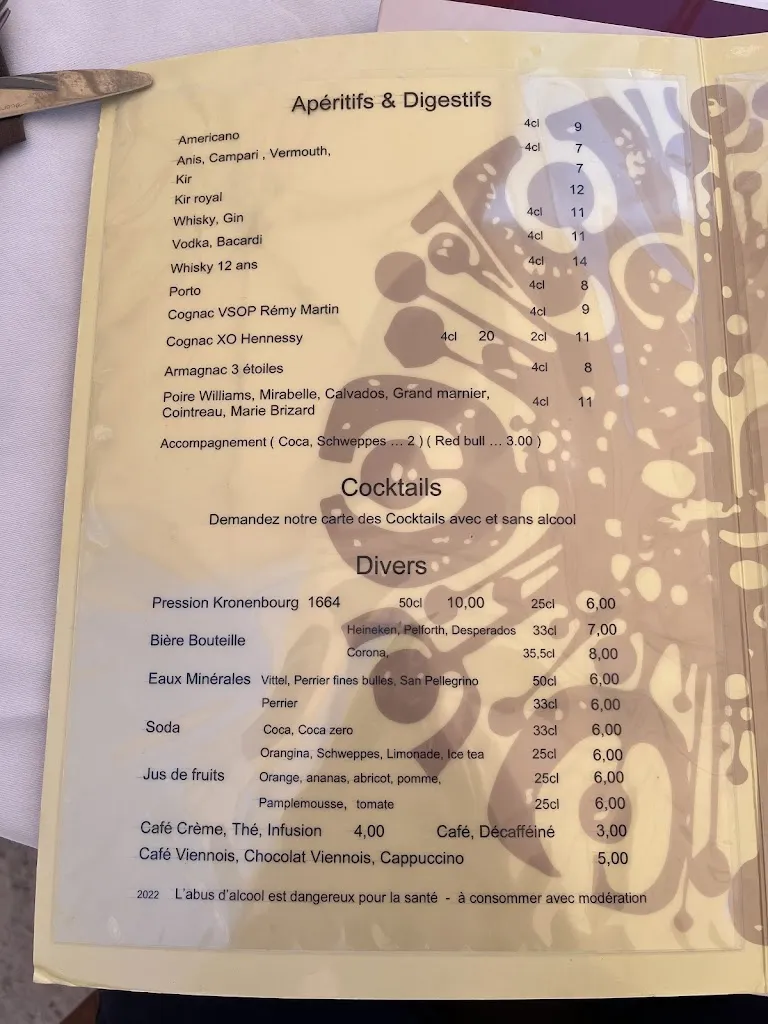 Apéritifs & Digestifs
Americano 4cl 9
Anis, Campari , Vermouth, 4cl 7
Kir 7
Kir royal 12
Whisky, Gin 4cl 11
Vodka, Bacardi 4cl 11
Whisky 12 ans 4cl 14
Porto 4cl 8
Cognac VSOP Rémy Martin 4cl 9
Cognac XO Hennessy 4cl 20 2cl 11
Armagnac 3 étoiles 4cl 8
Poire Williams, Mirabelle, Calvados, Grand marnier,
Cointreau, Marie Brizard 4cl 11
Accompagnement ( Coca, Schweppes ... 2 ) ( Red bull ... 3.00 )
Cocktails
Demandez notre carte des Cocktails avec et sans alcool
Divers
Pression Kronenbourg 1664 50cl 10,00 25cl 6,00
Bière Bouteille Heineken, Pelforth, Desperados 33cl 7,00
Corona, 35,5cl 8,00
Eaux Minérales Vittel, Perrier fines bulles, San Pellegrino 50cl 6,00
Perrier 33cl 6,00
Soda Coca, Coca zero 33cl 6,00
Orangina, Schweppes, Limonade, Ice tea 25cl 6,00
Jus de fruits Orange, ananas, abricot, pomme, 25cl 6,00
Pamplemousse, tomate 25cl 6,00
Café Crème, Thé, Infusion 4,00 Café, Décafféiné 3,00
Café Viennois, Chocolat Viennois, Cappuccino 5,00
2022 L'abus d'alcool est dangereux pour la santé - à consommer avec modération